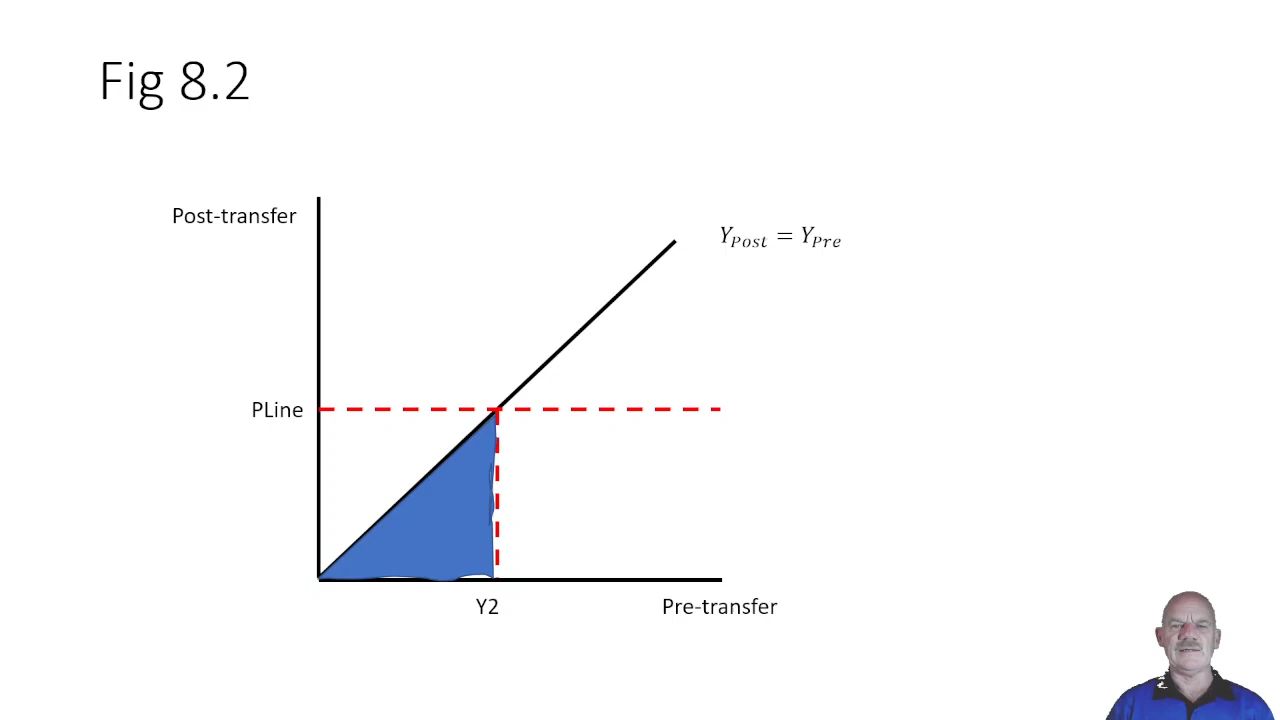 Fig 8.2
Post-transfer
Y_Post = Y_Pre
PLine
Y2
Pre-transfer